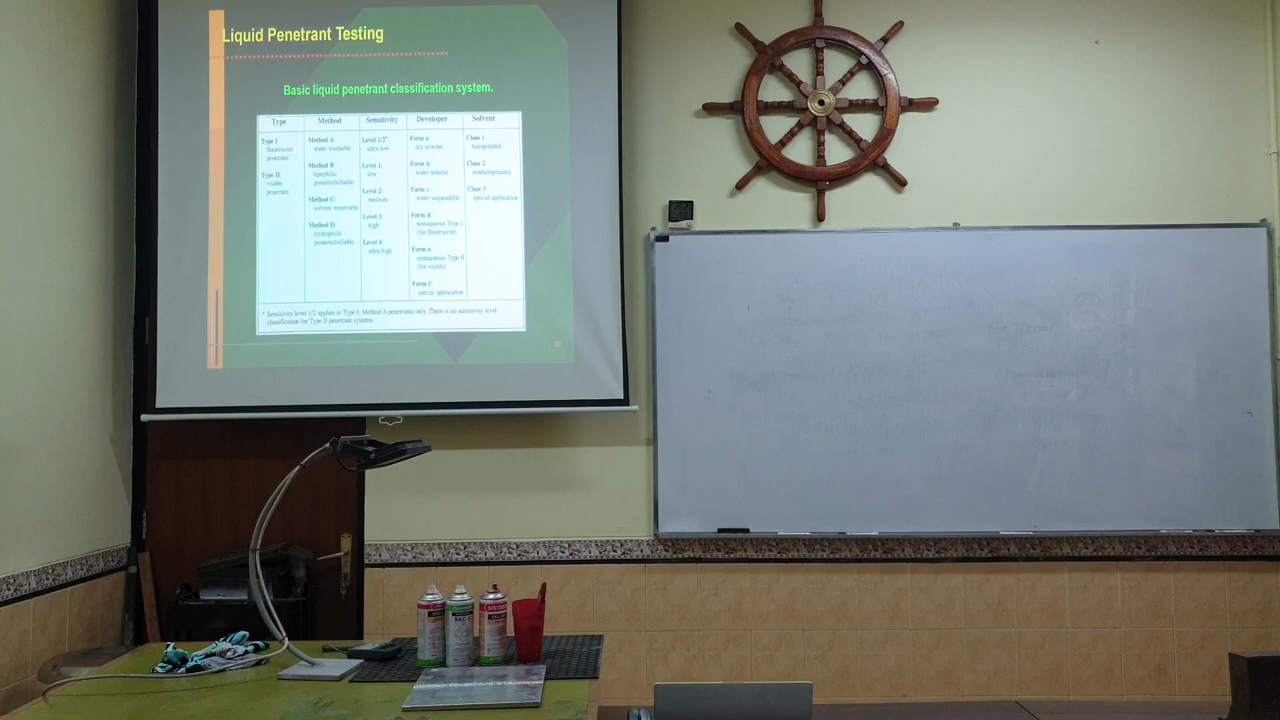 Liquid Penetrant Testing
Basic liquid penetrant classification system.
Type Method Sensitivity Developer Solvent
Type I:
fluorescent
penetrant
Type II:
visible
penetrant
Method A:
water washable
Method B:
lipophilic
postemulsifiable
Method C:
solvent removable
Method D:
hydrophilic
postemulsifiable
Level 1/2*
ultra low
Level 1:
low
Level 2:
medium
Level 3:
high
Level 4:
ultra high
Form a:
dry powder
Form b:
water soluble
Form c:
water suspendible
Form d:
nonaqueous Type I
(for fluorescent)
Form e:
nonaqueous Type II
(for visible)
Form f:
special application
Class 1:
halogenated
Class 2:
nonhalogenated
Class 3:
special application
* Sensitivity level 1/2 applies to Type I, Method A penetrants only. There is no sensitivity level
classification for Type II penetrant systems
SKC-S